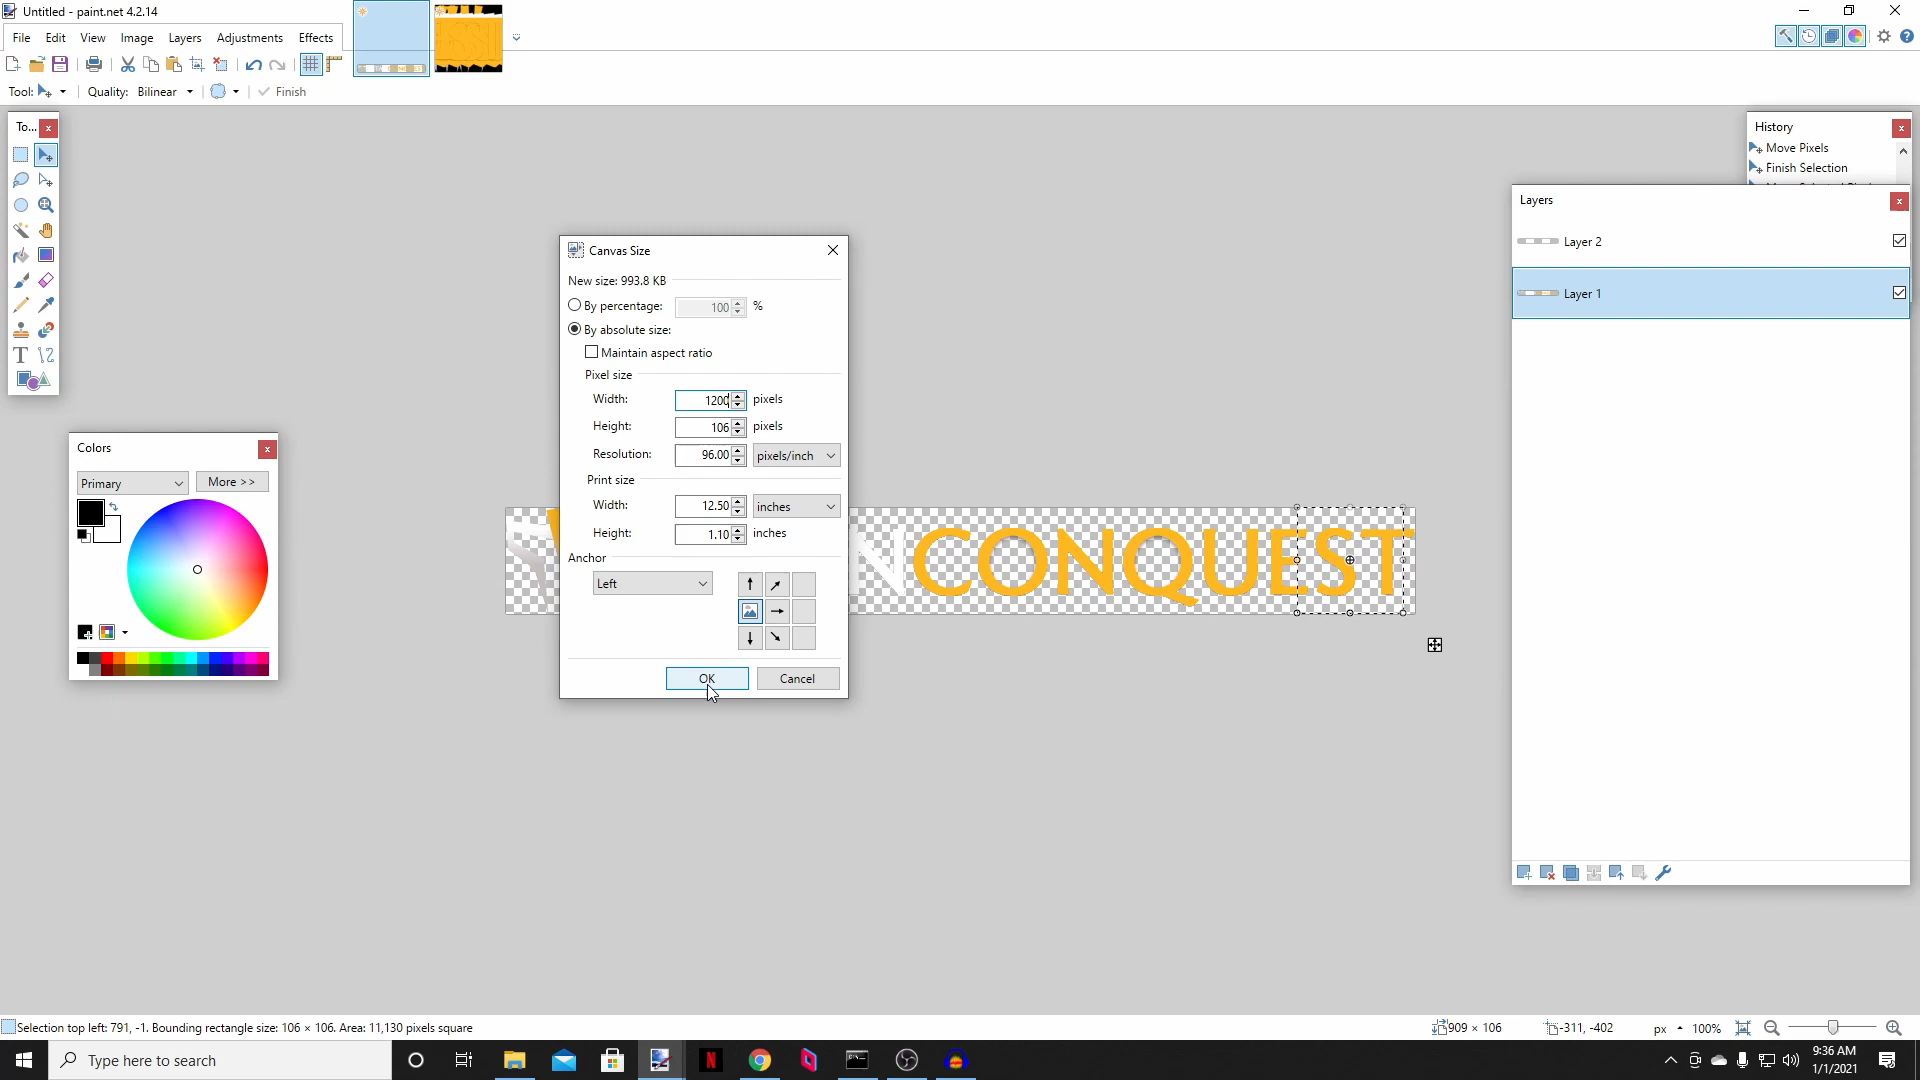 Untitled - paint.net 4.2.14
File Edit View Image Layers Adjustments Effects
Tool: Quality: Bilinear Finish
To...
History
Move Pixels
Finish Selection
Layers
Layer 2
Layer 1
Canvas Size
New size: 993.8 KB
By percentage: 100 %
By absolute size:
Maintain aspect ratio
Pixel size
Width: 1200 pixels
Height: 106 pixels
Resolution: 96.00 pixels/inch
Print size
Width: 12.50 inches
Height: 1.10 inches
Anchor
Left
OK Cancel
Colors
Primary More >>
NCONQUEST
Selection top left: 791, -1. Bounding rectangle size: 106 × 106. Area: 11,130 pixels square
909 × 106 -311, -402 px 100%
Type here to search
9:36 AM
1/1/2021